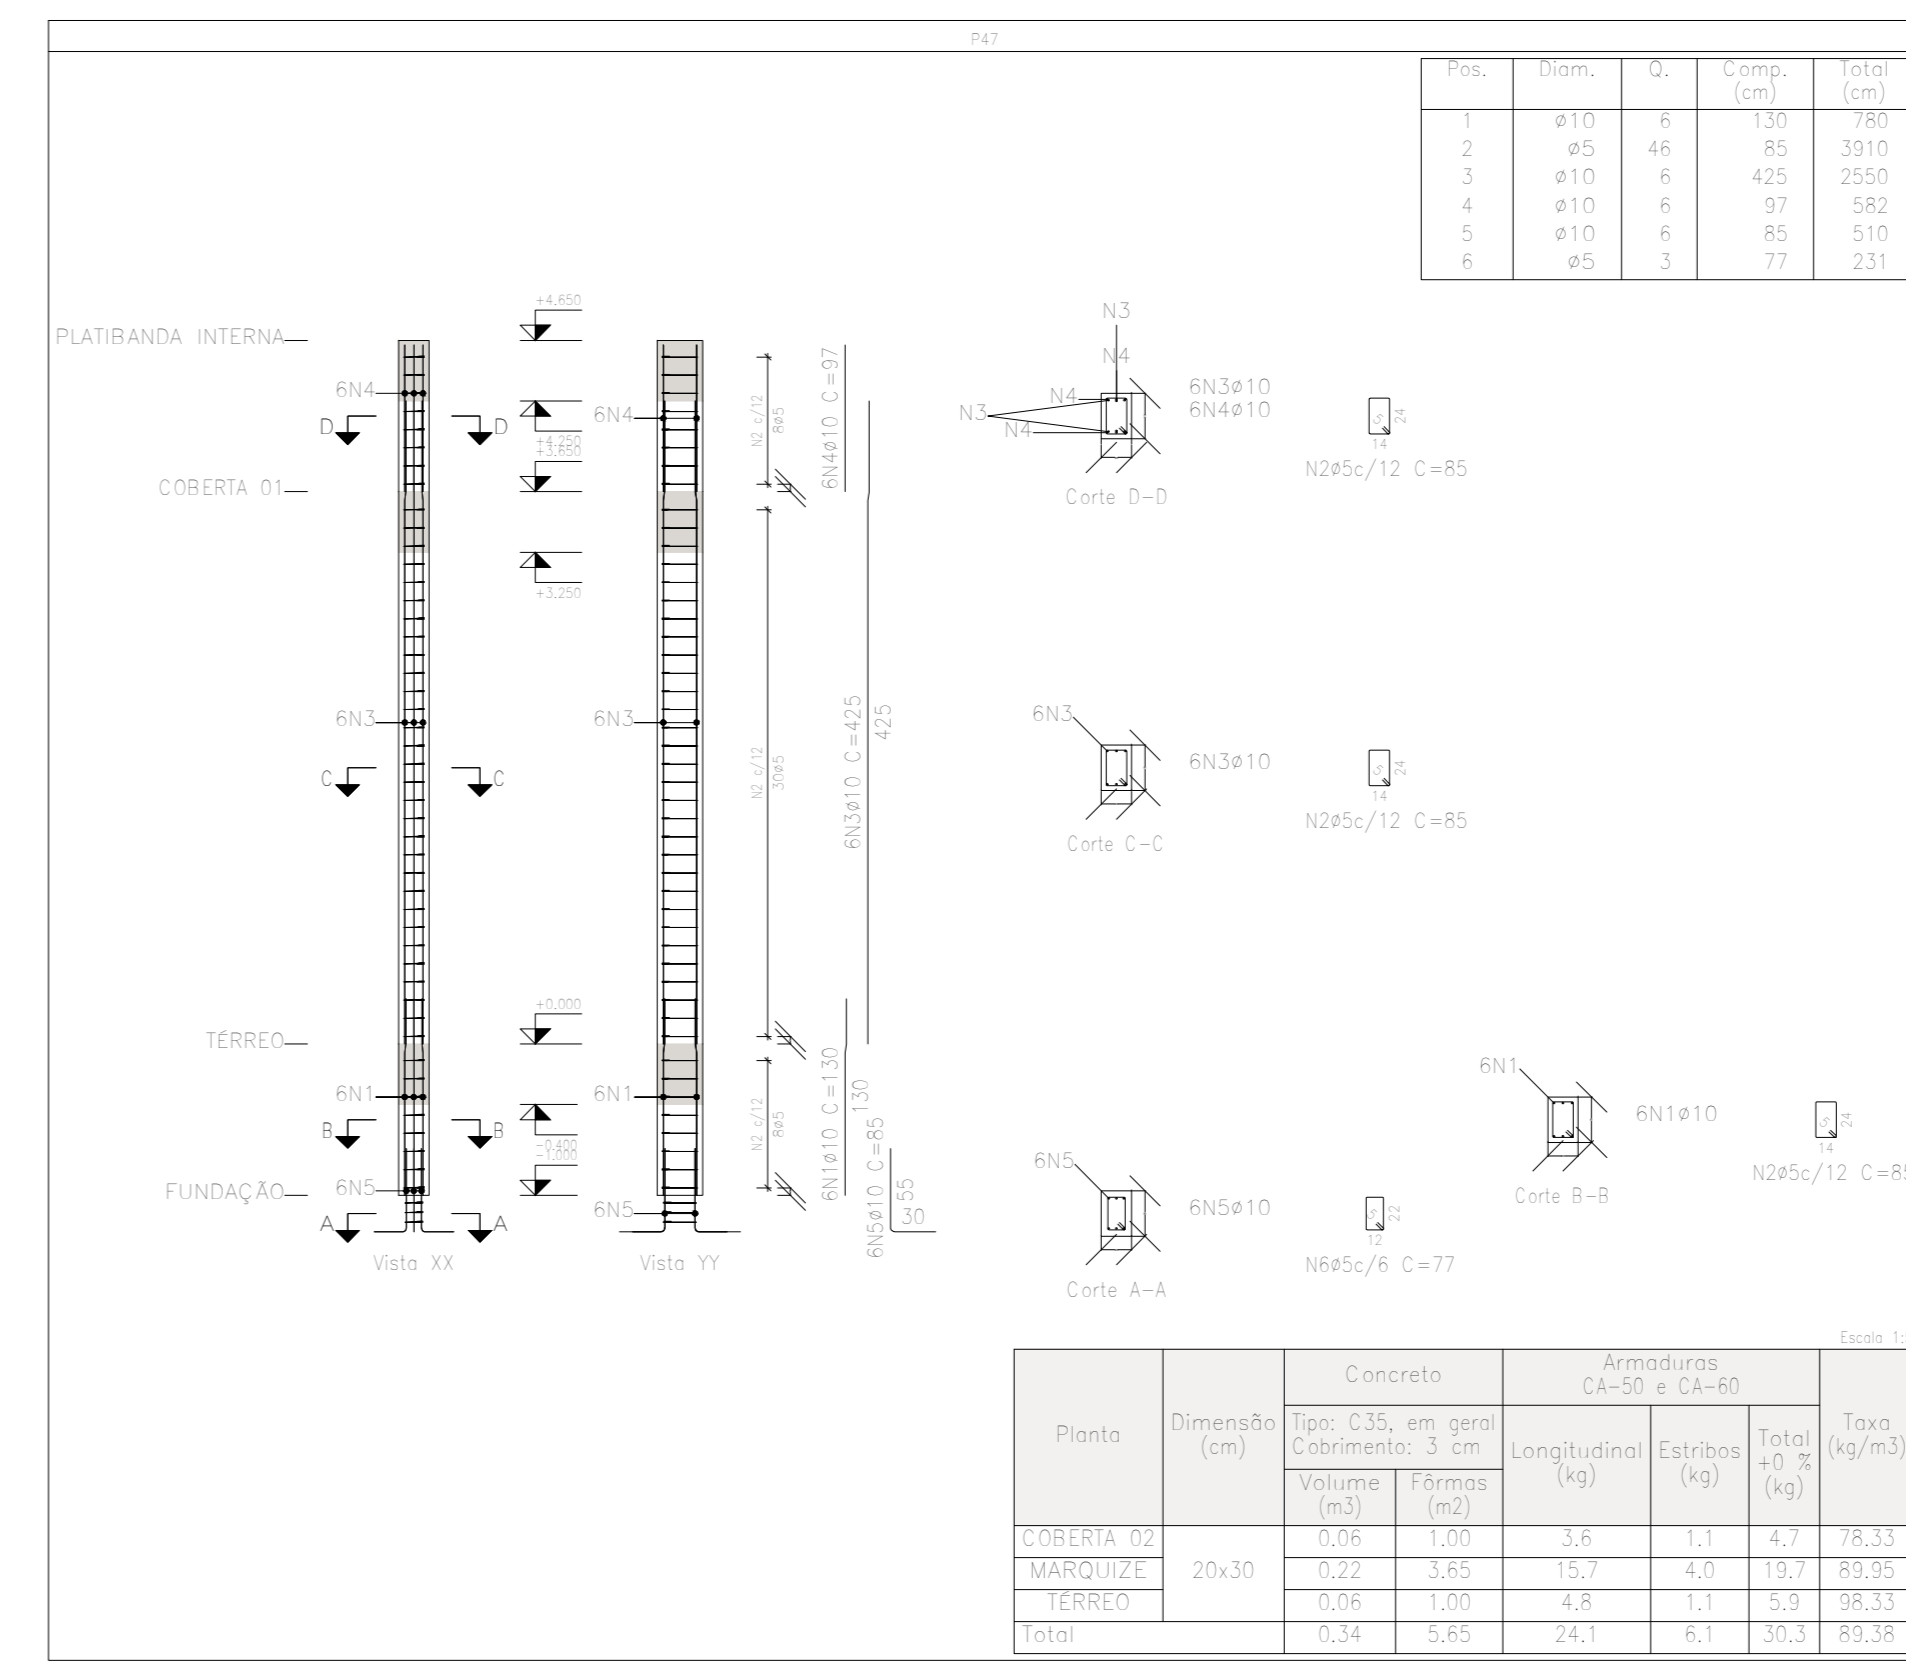 P47
Pos. Diam. Q. Comp. (cm) Total (cm)
1 ø10 6 130 780
2 ø5 46 85 3910
3 ø10 6 425 2550
4 ø10 6 97 582
5 ø10 6 85 510
6 ø5 3 77 231
PLATIBANDA INTERNA
COBERTA 01
TÉRREO
FUNDAÇÃO
6N4
D D
6N3
C C
6N1
B B
6N5
A A
Vista XX
+4.650
+4.250
+3.650
+3.250
+0.000
-0.400
-1.000
6N4
6N3
6N1
6N5
Vista YY
N2 c/12
8ø5
N2 c/12
30ø5
N2 c/12
8ø5
6N4ø10 C=97
6N3ø10 C=425
425
6N1ø10 C=130
130
6N5ø10 C=85
55
30
N3
N4
N4
N3
N4
6N3ø10
6N4ø10
Corte D-D
5
24
14
N2ø5c/12 C=85
6N3
6N3ø10
Corte C-C
5
24
14
N2ø5c/12 C=85
6N1
6N1ø10
Corte B-B
5
24
14
N2ø5c/12 C=85
6N5
6N5ø10
Corte A-A
5
22
12
N6ø5c/6 C=77
Escala 1:
Planta
Dimensão
(cm)
Concreto
Tipo: C35, em geral
Cobrimento: 3 cm
Volume
(m3)
Fôrmas
(m2)
Armaduras
CA-50 e CA-60
Longitudinal
(kg)
Estribos
(kg)
Total
+0 %
(kg)
Taxa
(kg/m3)
COBERTA 02 0.06 1.00 3.6 1.1 4.7 78.33
MARQUIZE 20x30 0.22 3.65 15.7 4.0 19.7 89.95
TÉRREO 0.06 1.00 4.8 1.1 5.9 98.33
Total 0.34 5.65 24.1 6.1 30.3 89.38